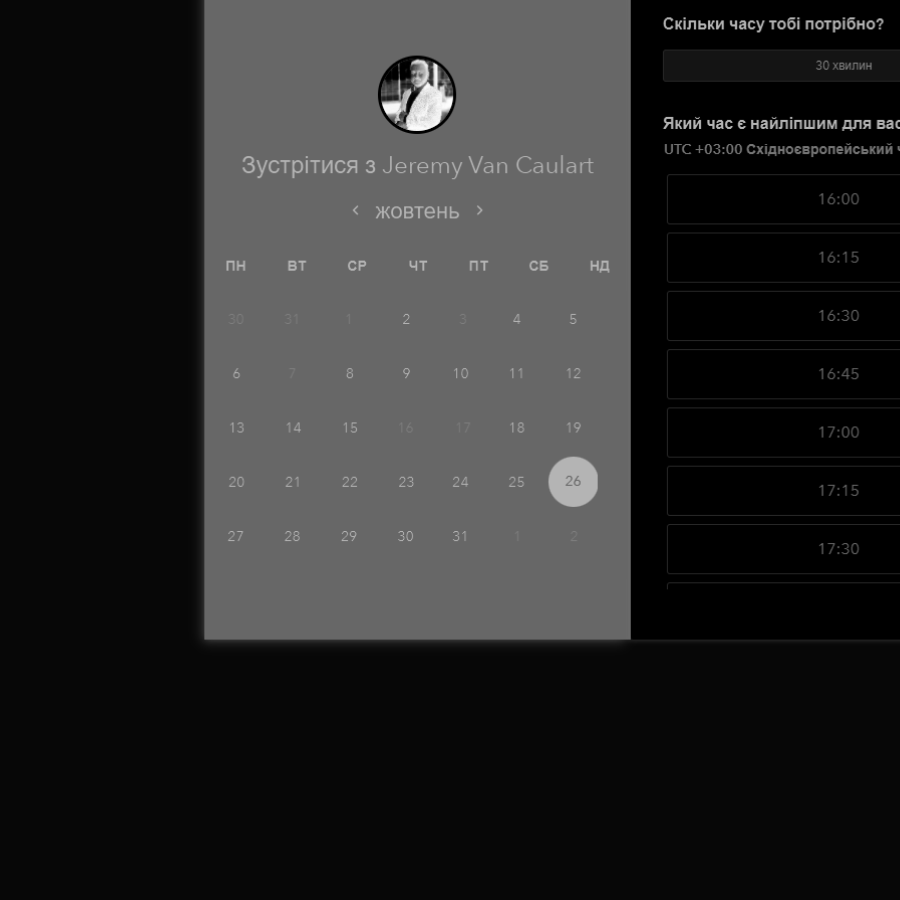 Зустрітися з Jeremy Van Caulart
жовтень
ПН ВТ СР ЧТ ПТ СБ НД
30 31 1 2 3 4 5
6 7 8 9 10 11 12
13 14 15 16 17 18 19
20 21 22 23 24 25 26
27 28 29 30 31 1 2
Скільки часу тобі потрібно?
30 хвилин
Який час є найліпшим для вас
UTC +03:00 Східноєвропейський
16:00
16:15
16:30
16:45
17:00
17:15
17:30